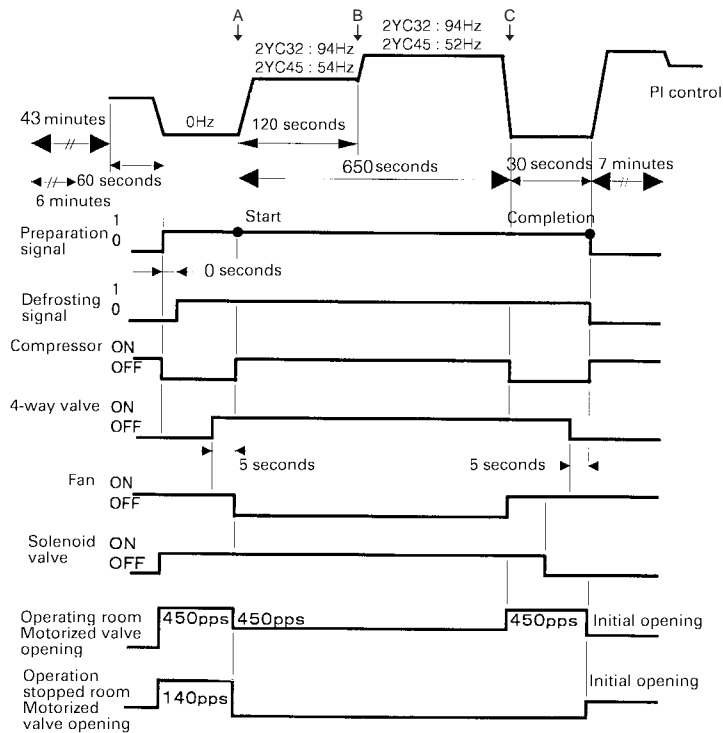 A B C
2YC32 : 94Hz
2YC45 : 54Hz
2YC32 : 94Hz
2YC45 : 52Hz
PI control
43 minutes
0Hz
120 seconds
650 seconds
30 seconds 7 minutes
60 seconds
6 minutes
Start
Completion
Preparation signal 1 0
0 seconds
Defrosting signal 1 0
Compressor ON OFF
4-way valve ON OFF
5 seconds 5 seconds
Fan ON OFF
Solenoid valve ON OFF
Operating room
Motorized valve
opening
450pps 450pps 450pps Initial opening
Operation
stopped room
Motorized
valve opening
140pps Initial opening